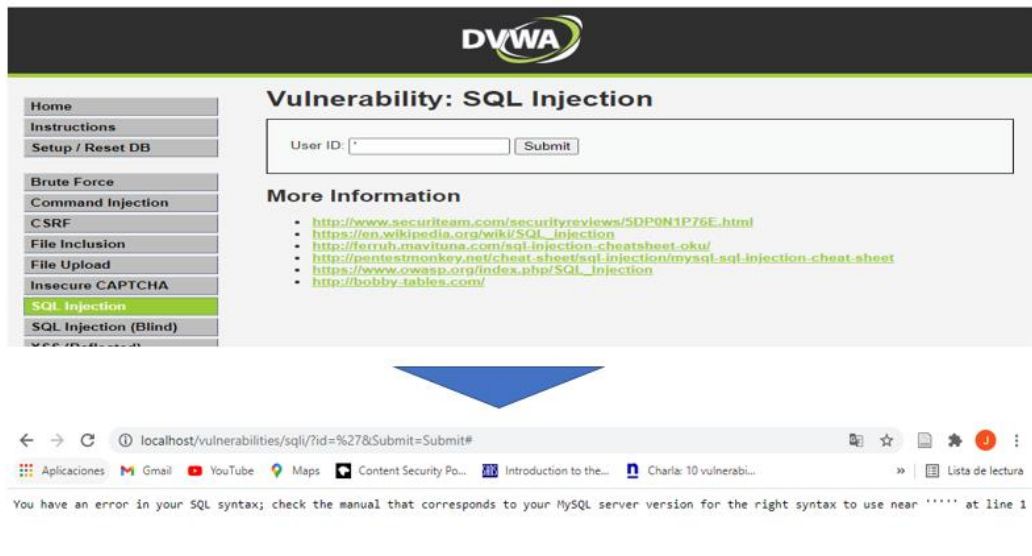 DVWA
Home
Instructions
Setup / Reset DB
Brute Force
Command Injection
CSRF
File Inclusion
File Upload
Insecure CAPTCHA
SQL Injection
SQL Injection (Blind)
Vulnerability: SQL Injection
User ID: ' Submit
More Information
http://www.securiteam.com/securityreviews/5DP0N1P76E.html
https://en.wikipedia.org/wiki/SQL_injection
http://ferruh.mavituna.com/sql-injection-cheatsheet-oku/
http://pentestmonkey.net/cheat-sheet/sql-injection/mysql-sql-injection-cheat-sheet
https://www.owasp.org/index.php/SQL_Injection
http://bobby-tables.com/
localhost/vulnerabilities/sqli/?id=%27&Submit=Submit#
J
Aplicaciones Gmail YouTube Maps Content Security Po... Introduction to the... Charla: 10 vulnerabi... » Lista de lectura
You have an error in your SQL syntax; check the manual that corresponds to your MySQL server version for the right syntax to use near ''''' at line 1